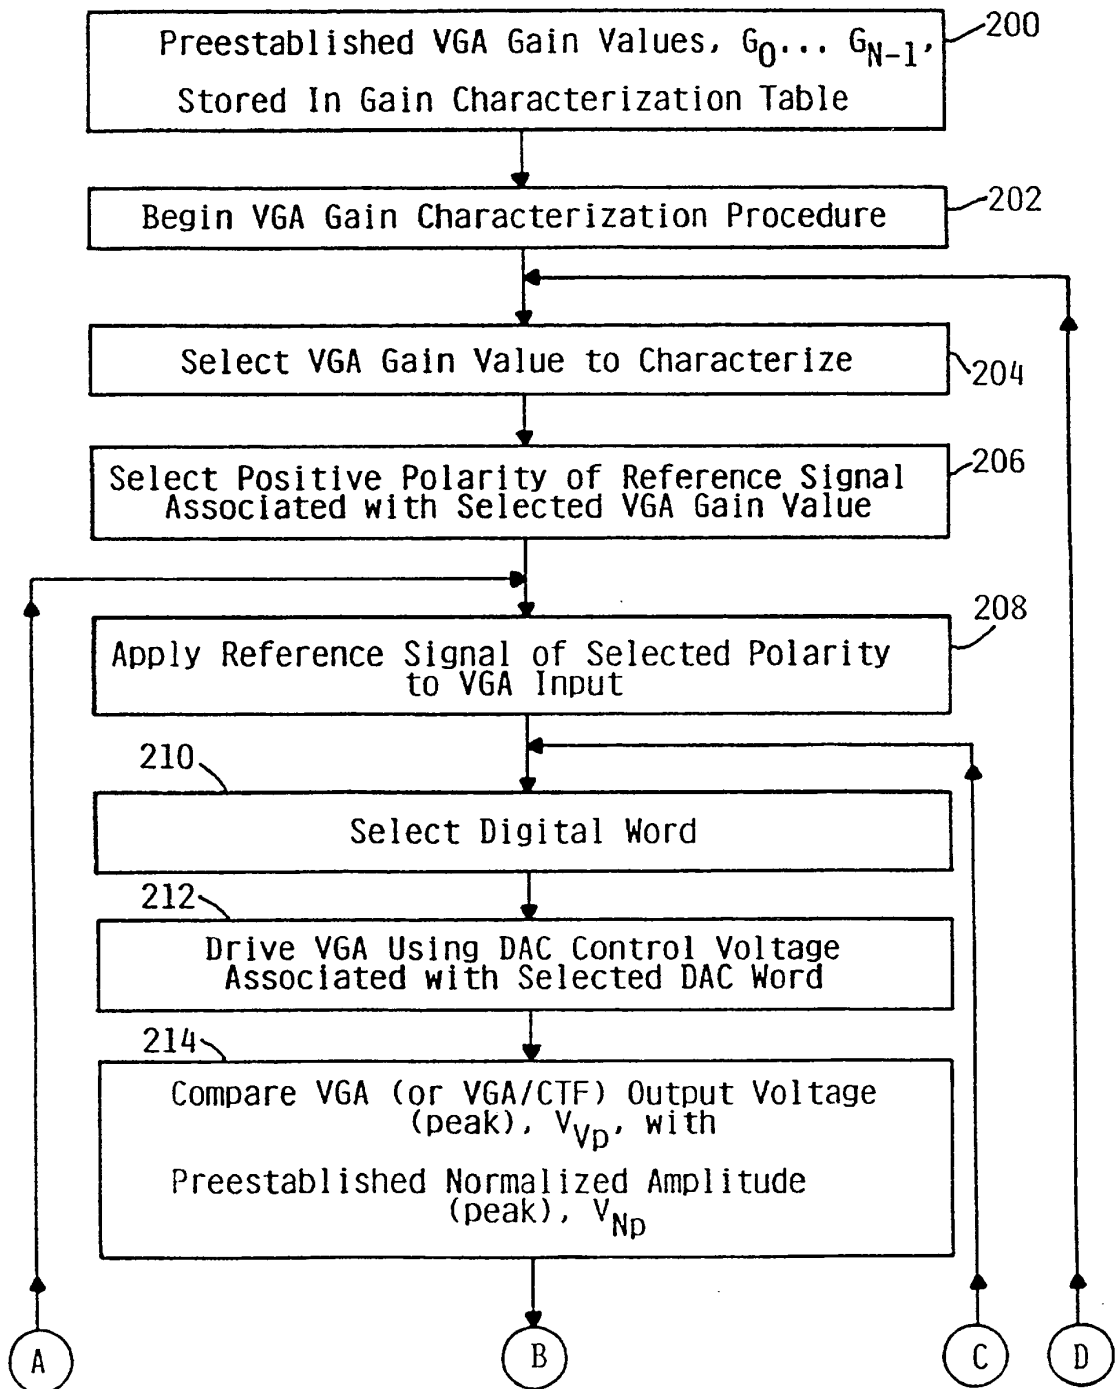 Preestablished VGA Gain Values, G0... GN-1,
Stored In Gain Characterization Table
200
Begin VGA Gain Characterization Procedure
202
Select VGA Gain Value to Characterize
204
Select Positive Polarity of Reference Signal
Associated with Selected VGA Gain Value
206
Apply Reference Signal of Selected Polarity
to VGA Input
208
210
Select Digital Word
212
Drive VGA Using DAC Control Voltage
Associated with Selected DAC Word
214
Compare VGA (or VGA/CTF) Output Voltage
(peak), VVp, with
Preestablished Normalized Amplitude
(peak), VNp
A
B
C
D